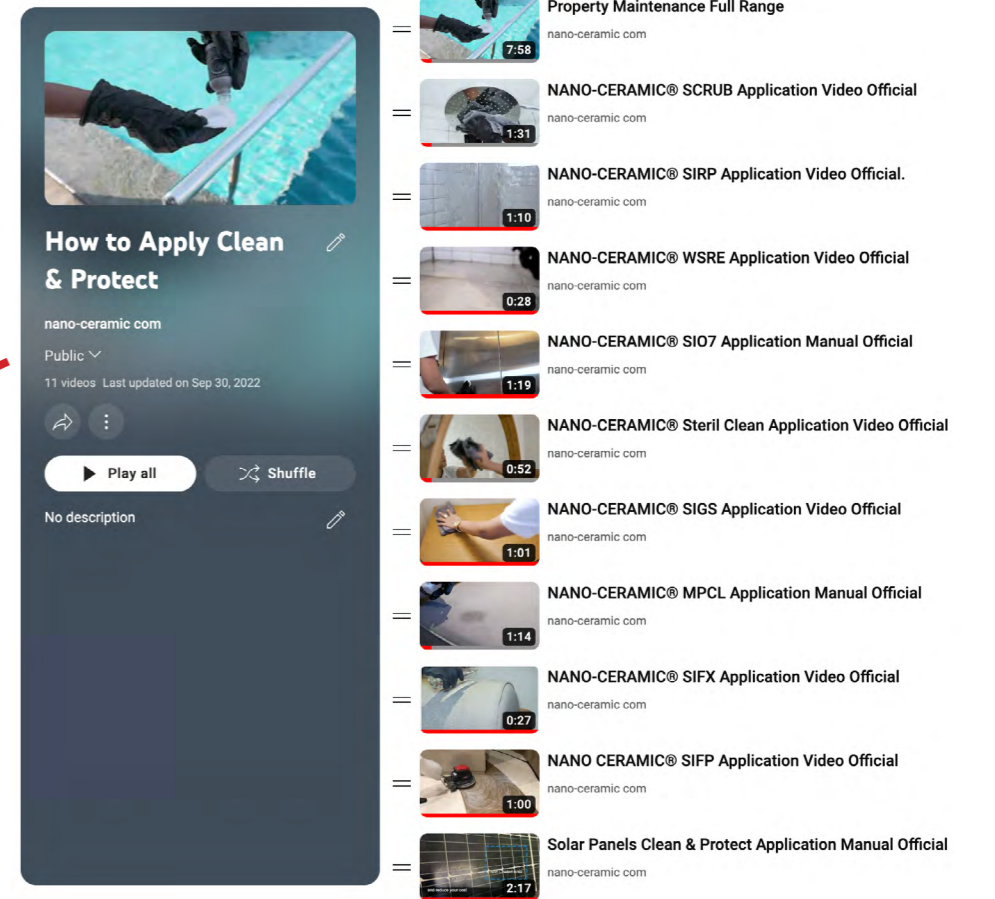 How to Apply Clean
& Protect
nano-ceramic com
Public
11 videos Last updated on Sep 30, 2022
Play all
Shuffle
No description
Property Maintenance Full Range
nano-ceramic com
7:58
NANO-CERAMIC® SCRUB Application Video Official
nano-ceramic com
1:31
NANO-CERAMIC® SIRP Application Video Official.
nano-ceramic com
1:10
NANO-CERAMIC® WSRE Application Video Official
nano-ceramic com
0:28
NANO-CERAMIC® SIO7 Application Manual Official
nano-ceramic com
1:19
NANO-CERAMIC® Steril Clean Application Video Official
nano-ceramic com
0:52
NANO-CERAMIC® SIGS Application Video Official
nano-ceramic com
1:01
NANO-CERAMIC® MPCL Application Manual Official
nano-ceramic com
1:14
NANO-CERAMIC® SIFX Application Video Official
nano-ceramic com
0:27
NANO CERAMIC® SIFP Application Video Official
nano-ceramic com
1:00
Solar Panels Clean & Protect Application Manual Official
nano-ceramic com
and reduce your cost
2:17